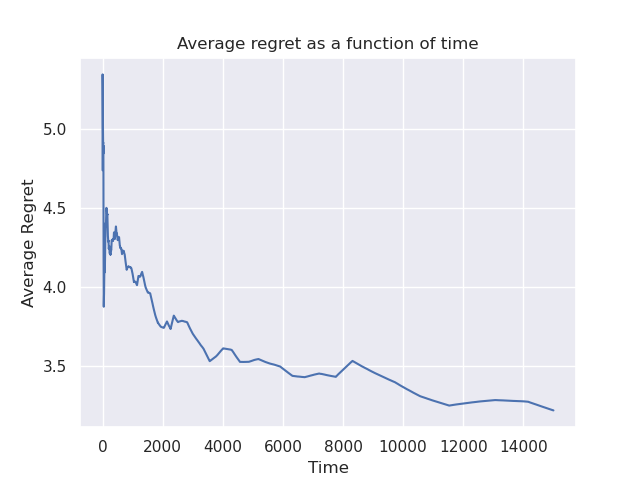 Average regret as a function of time
Average Regret
5.0
4.5
4.0
3.5
0 2000 4000 6000 8000 10000 12000 14000
Time